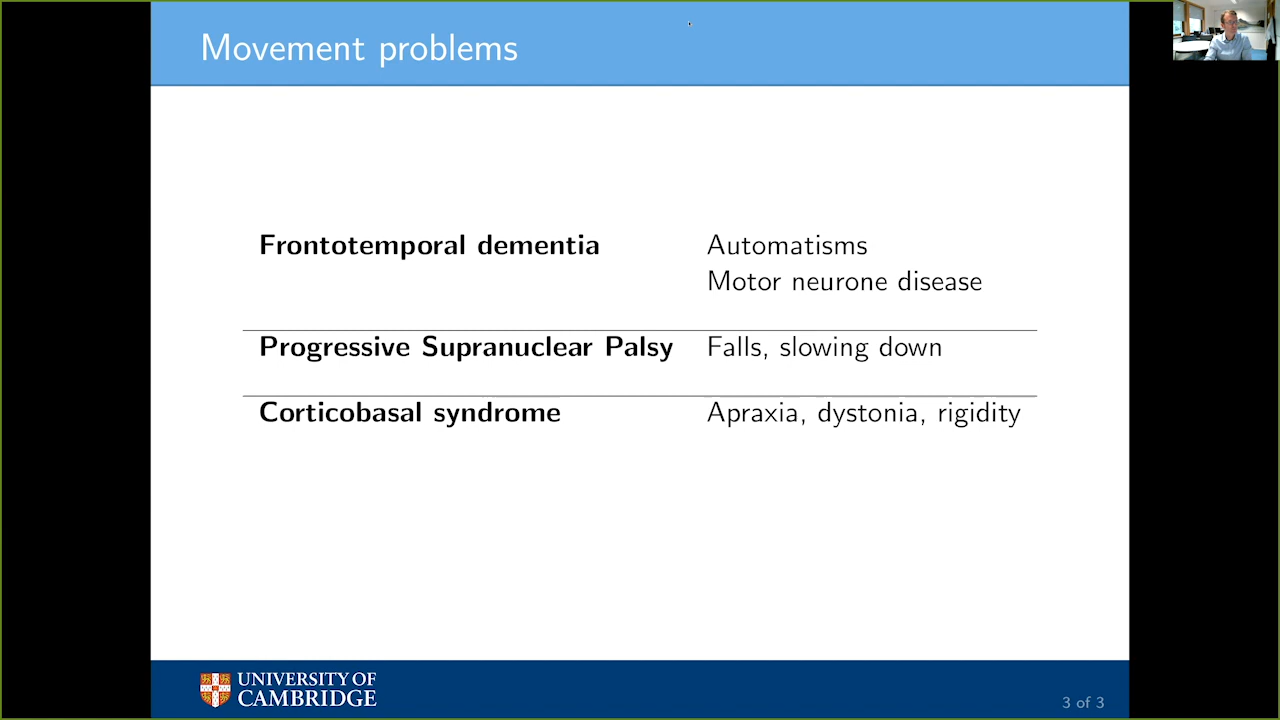 Movement problems
Frontotemporal dementia
Automatisms
Motor neurone disease
Progressive Supranuclear Palsy
Falls, slowing down
Corticobasal syndrome
Apraxia, dystonia, rigidity
UNIVERSITY OF
CAMBRIDGE
3 of 3